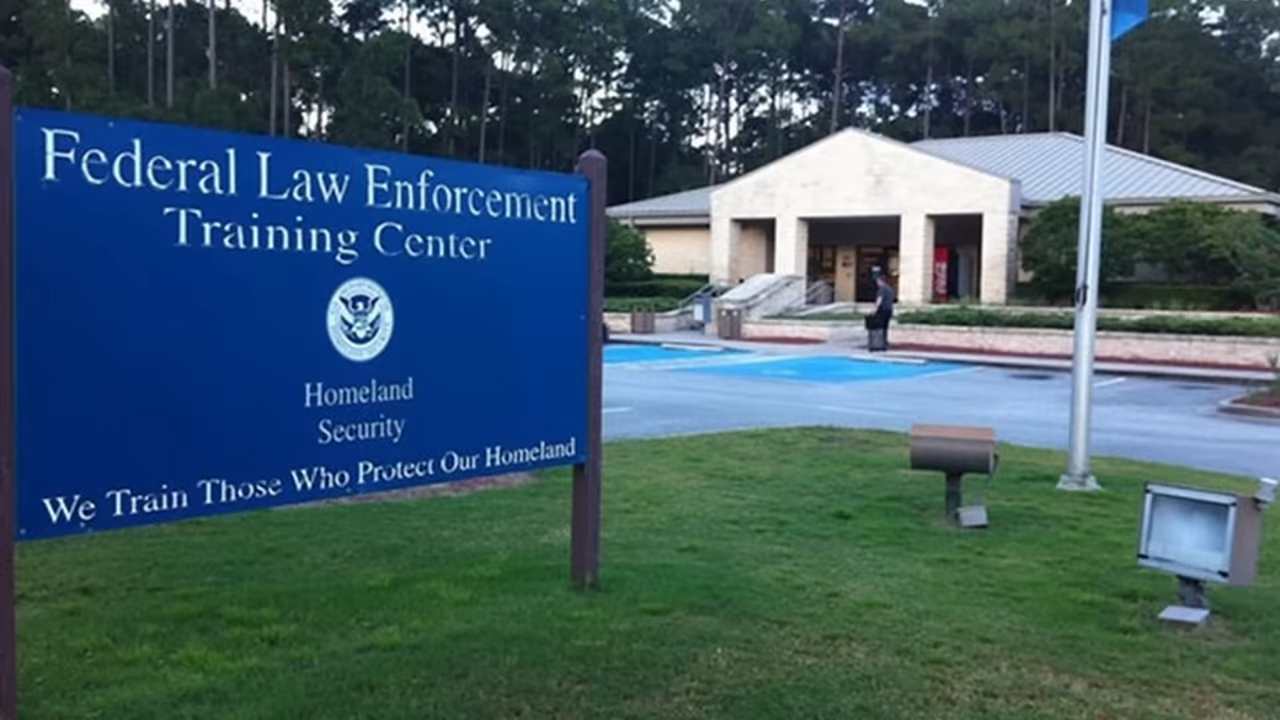 Federal Law Enforcement
Training Center
Homeland
Security
We Train Those Who Protect Our Homeland